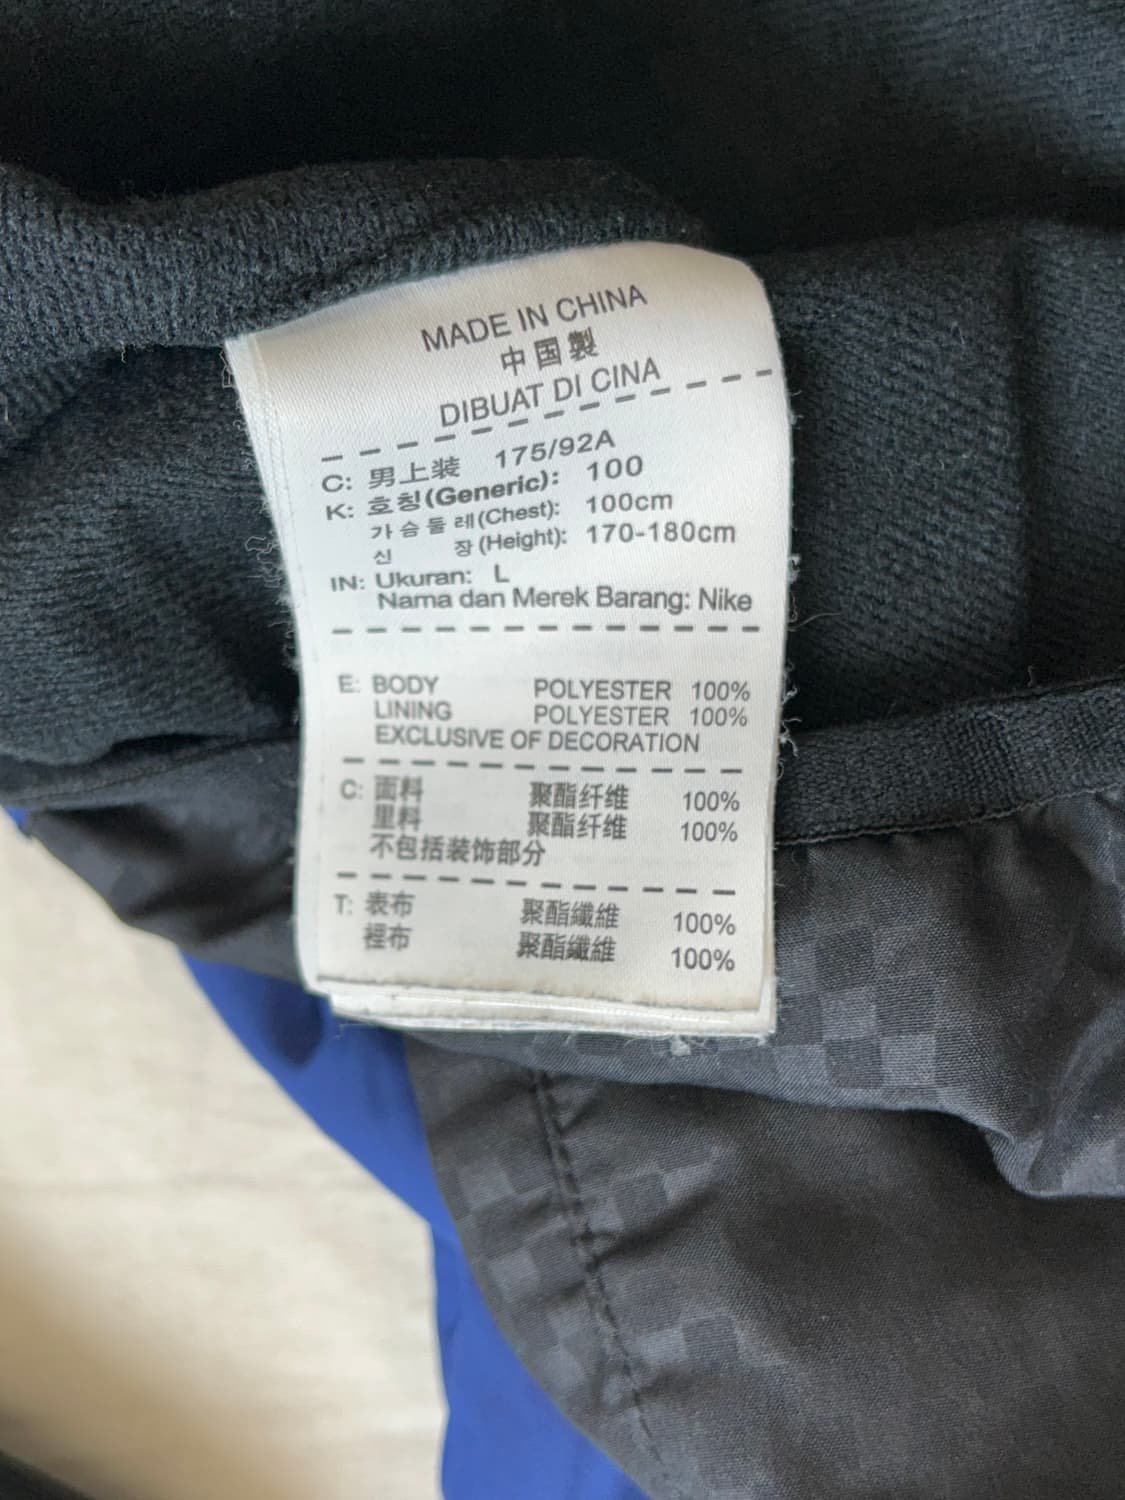 MADE IN CHINA
中国製
DIBUAT DI CINA
C: 男上装 175/92A
K: 호칭(Generic): 100
가슴둘레(Chest): 100cm
신 장(Height): 170-180cm
IN: Ukuran: L
Nama dan Merek Barang: Nike
E: BODY POLYESTER 100%
LINING POLYESTER 100%
EXCLUSIVE OF DECORATION
C: 面料 聚酯纤维 100%
里料 聚酯纤维 100%
不包括装饰部分
T: 表布 聚酯纖維 100%
裡布 聚酯纖維 100%